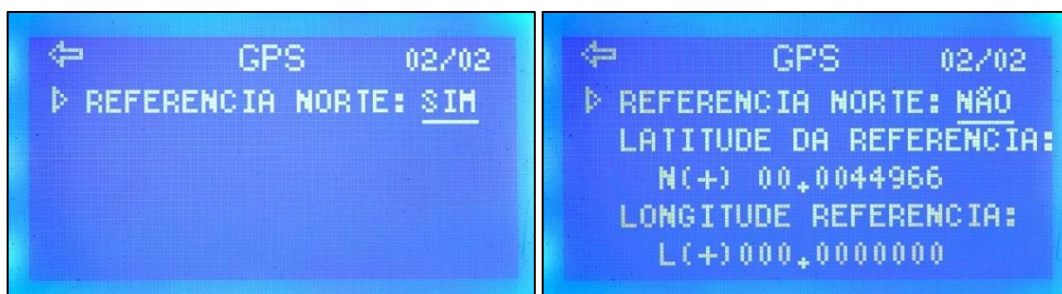 GPS 02/02
REFERENCIA NORTE: SIM
GPS 02/02
REFERENCIA NORTE: NÃO
LATITUDE DA REFERENCIA:
N(+) 00.0044966
LONGITUDE REFERENCIA:
L(+)000.0000000